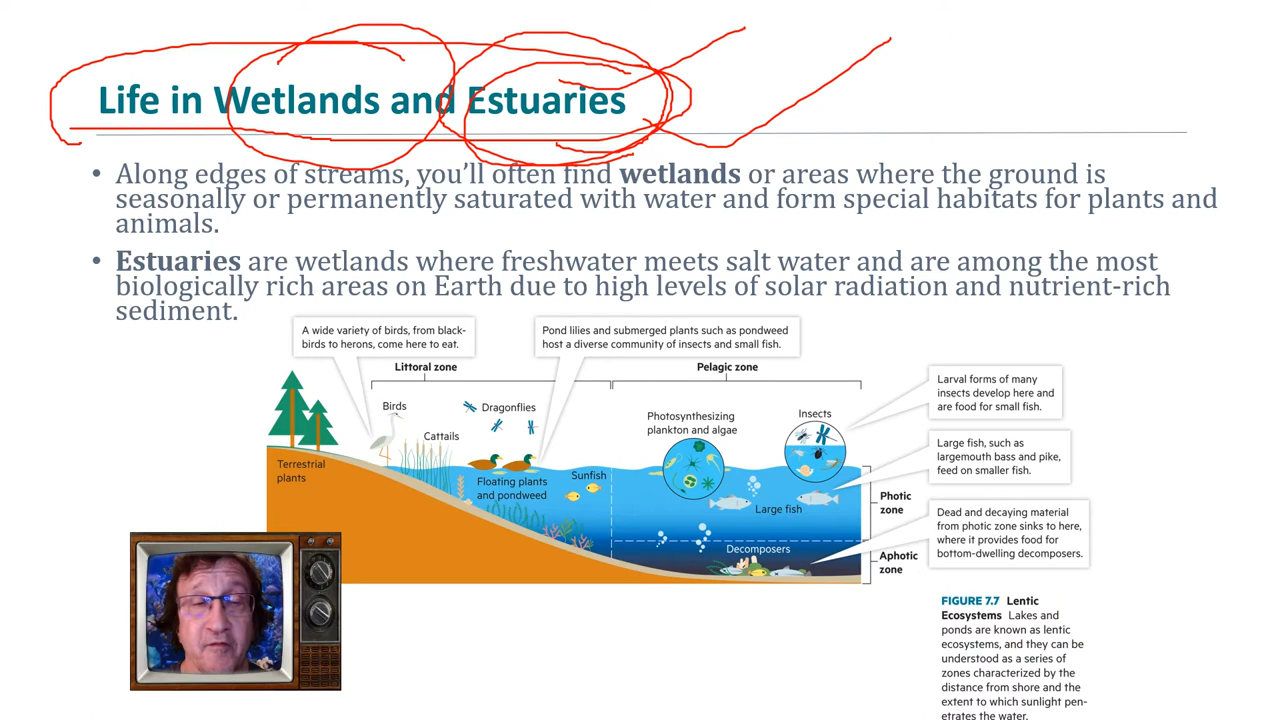 Life in Wetlands and Estuaries
• Along edges of streams, you’ll often find wetlands or areas where the ground is
seasonally or permanently saturated with water and form special habitats for plants and
animals.
• Estuaries are wetlands where freshwater meets salt water and are among the most
biologically rich areas on Earth due to high levels of solar radiation and nutrient-rich
sediment.
A wide variety of birds, from black-
birds to herons, come here to eat.
Pond lilies and submerged plants such as pondweed
host a diverse community of insects and small fish.
Littoral zone
Pelagic zone
Larval forms of many
insects develop here and
are food for small fish.
Birds
Dragonflies
Cattails
Photosynthesizing
plankton and algae
Insects
Large fish, such as
largemouth bass and pike,
feed on smaller fish.
Terrestrial
plants
Floating plants
and pondweed
Sunfish
Large fish
Photic
zone
Dead and decaying material
from photic zone sinks to here,
where it provides food for
bottom-dwelling decomposers.
Decomposers
Aphotic
zone
FIGURE 7.7 Lentic
Ecosystems Lakes and
ponds are known as lentic
ecosystems, and they can be
understood as a series of
zones characterized by the
distance from shore and the
extent to which sunlight pen-
etrates the water.